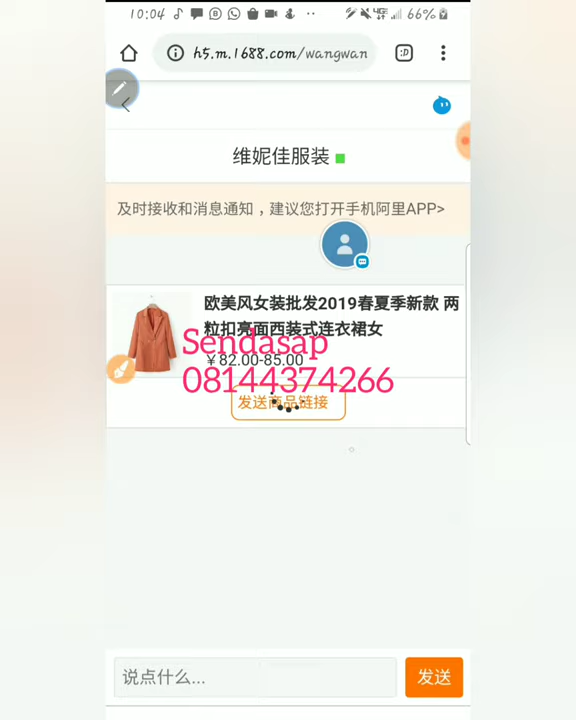 10:04
66%
h5.m.1688.com/wangwan
:D
维妮佳服装
及时接收和消息通知，建议您打开手机阿里APP>
欧美风女装批发2019春夏季新款 两
粒扣亮面西装式连衣裙女
¥82.00-85.00
Sendasap
08144374266
发送商品链接
说点什么...
发送